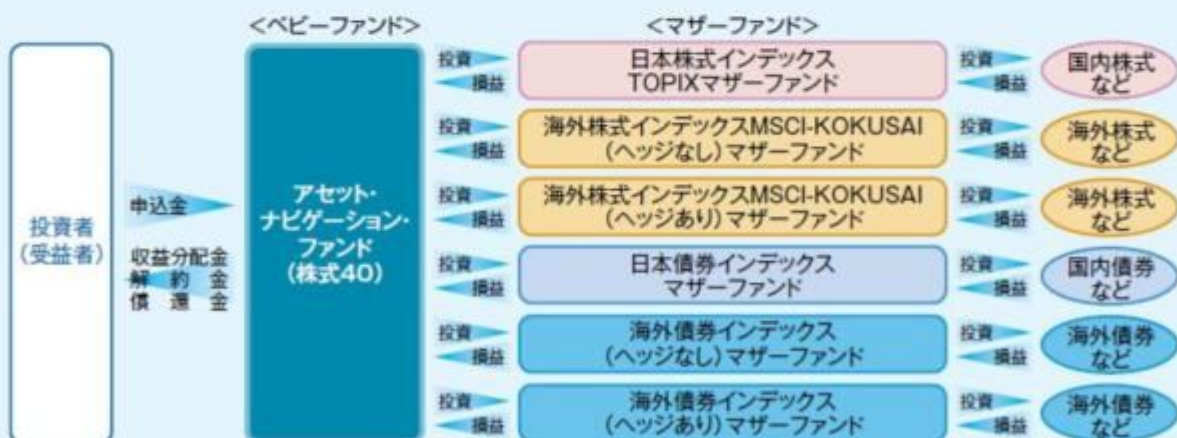 <ベビーファンド>
<マザーファンド>
投資者
(受益者)
申込金
収益分配金
解約金
償還金
アセット・
ナビゲーション・
ファンド
(株式40)
投資
損益
日本株式インデックス
TOPIXマザーファンド
投資
損益
国内株式
など
投資
損益
海外株式インデックスMSCI-KOKUSAI
(ヘッジなし)マザーファンド
投資
損益
海外株式
など
投資
損益
海外株式インデックスMSCI-KOKUSAI
(ヘッジあり)マザーファンド
投資
損益
海外株式
など
投資
損益
日本債券インデックス
マザーファンド
投資
損益
国内債券
など
投資
損益
海外債券インデックス
(ヘッジなし)マザーファンド
投資
損益
海外債券
など
投資
損益
海外債券インデックス
(ヘッジあり)マザーファンド
投資
損益
海外債券
など